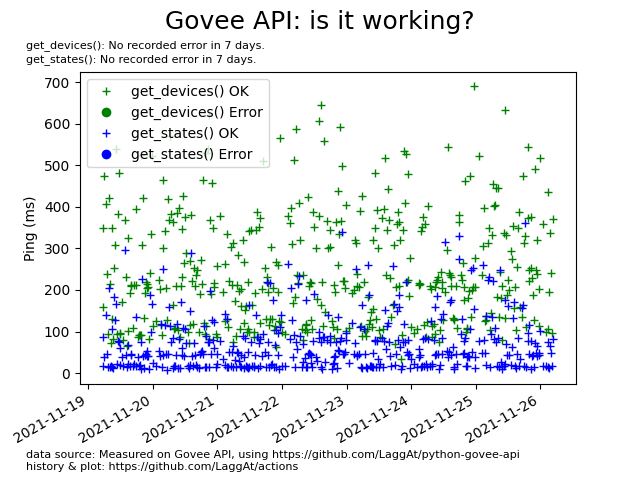 Govee API: is it working?
get_devices(): No recorded error in 7 days.
get_states(): No recorded error in 7 days.
700
600
500
400
300
200
100
0
Ping (ms)
get_devices() OK
get_devices() Error
get_states() OK
get_states() Error
2021-11-19
2021-11-20
2021-11-21
2021-11-22
2021-11-23
2021-11-24
2021-11-25
2021-11-26
data source: Measured on Govee API, using https://github.com/LaggAt/python-govee-api
history & plot: https://github.com/LaggAt/actions